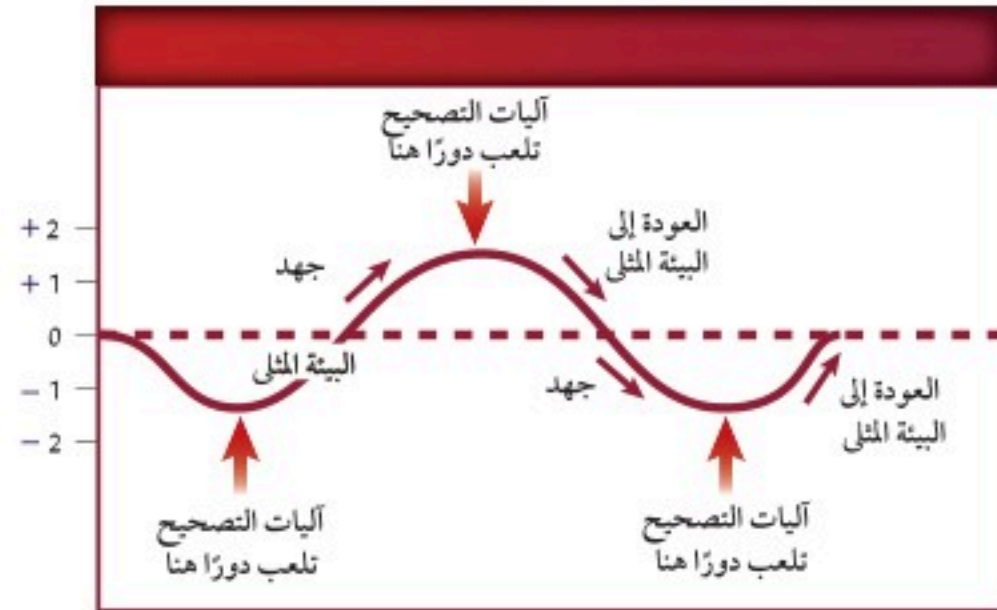 آليات التصحيح
تلعب دورًا هنا
العودة إلى
البيئة المثلى
جهد
+2
+1
0
−1
−2
البيئة المثلى
جهد
العودة إلى
البيئة المثلى
آليات التصحيح
تلعب دورًا هنا
آليات التصحيح
تلعب دورًا هنا